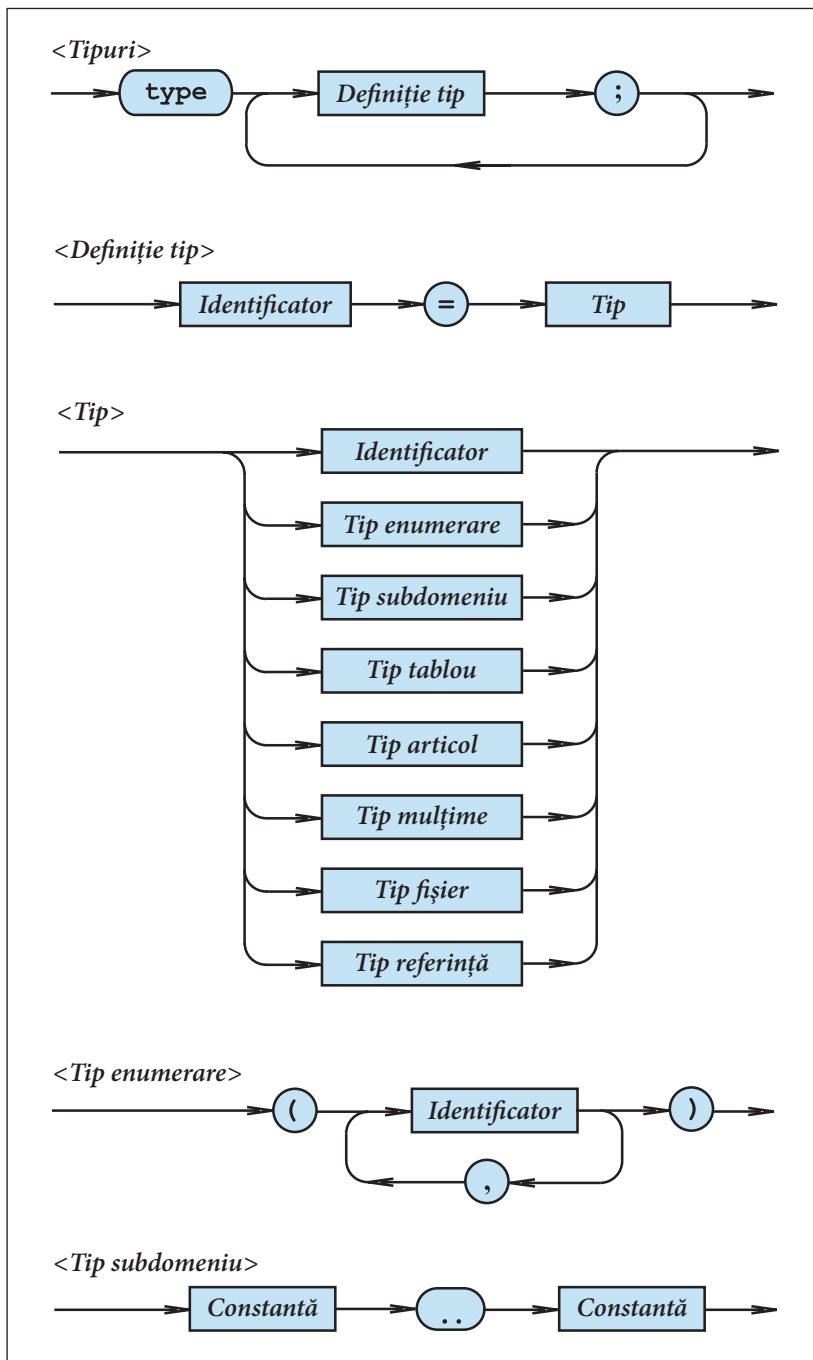 <Tipuri>
type Definiție tip ;
<Definiție tip>
Identificator = Tip
<Tip>
Identificator
Tip enumerare
Tip subdomeniu
Tip tablou
Tip articol
Tip mulțime
Tip fişier
Tip referință
<Tip enumerare>
( Identificator )
,
<Tip subdomeniu>
Constantă .. Constantă